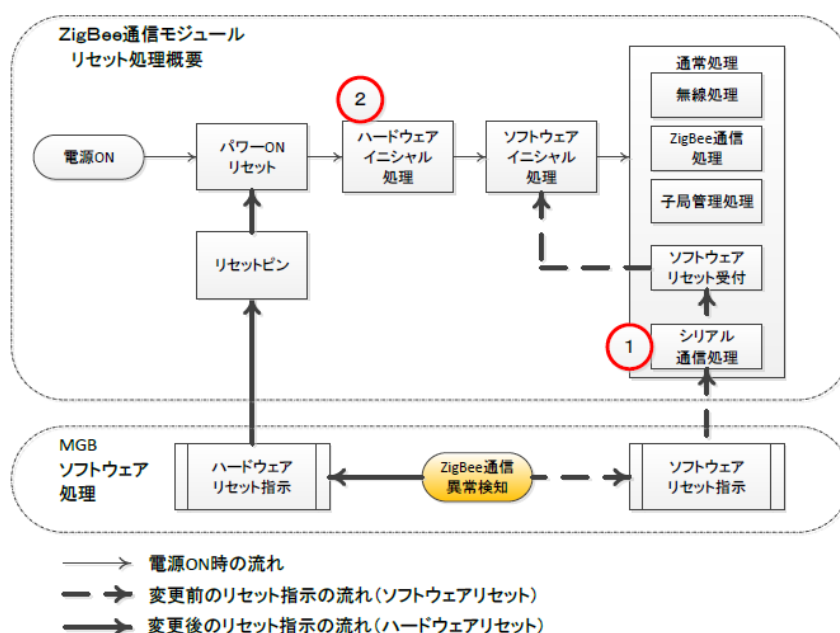 ZigBee通信モジュール
リセット処理概要
通常処理
無線処理
2
電源ON
パワーON
リセット
ハードウェア
イニシャル
処理
ソフトウェア
イニシャル
処理
ZigBee通信
処理
子局管理処理
リセットピン
ソフトウェア
リセット受付
1
シリアル
通信処理
MGB
ソフトウェア
処理
ハードウェア
リセット指示
ZigBee通信
異常検知
ソフトウェア
リセット指示
電源ON時の流れ
変更前のリセット指示の流れ(ソフトウェアリセット)
変更後のリセット指示の流れ(ハードウェアリセット)